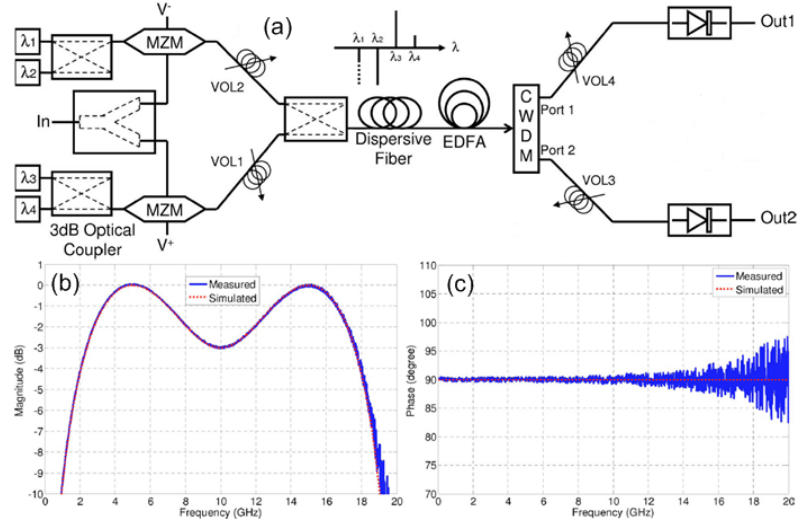 (a)
V-
λ1
λ2
MZM
VOL2
In
λ3
λ4
MZM
V+
3dB Optical
Coupler
VOL1
λ1
λ2
λ3
λ4
λ
Dispersive
Fiber
EDFA
CWDM
Port 1
Port 2
VOL4
VOL3
Out1
Out2
(b)
Measured
Simulated
Magnitude (dB)
1
0
-1
-2
-3
-4
-5
-6
-7
-8
-9
-10
0 2 4 6 8 10 12 14 16 18 20
Frequency (GHz)
(c)
Measured
Simulated
Phase (degree)
110
105
100
95
90
85
80
75
70
0 2 4 6 8 10 12 14 16 18 20
Frequency (GHz)